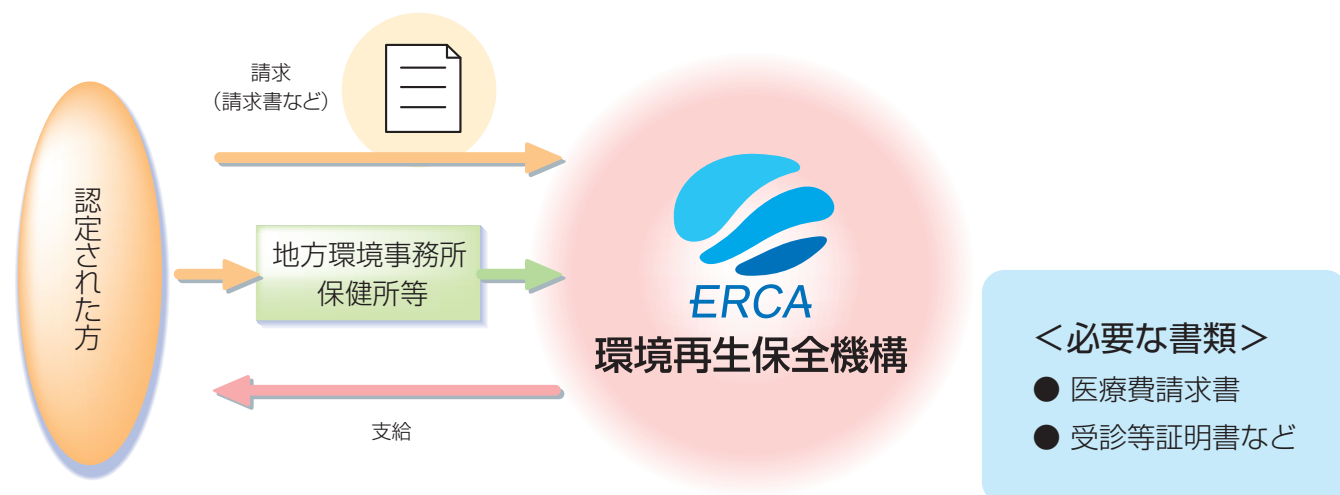 請求
（請求書など）
認定された方
地方環境事務所
保健所等
ERCA
環境再生保全機構
支給
＜必要な書類＞
● 医療費請求書
● 受診等証明書など